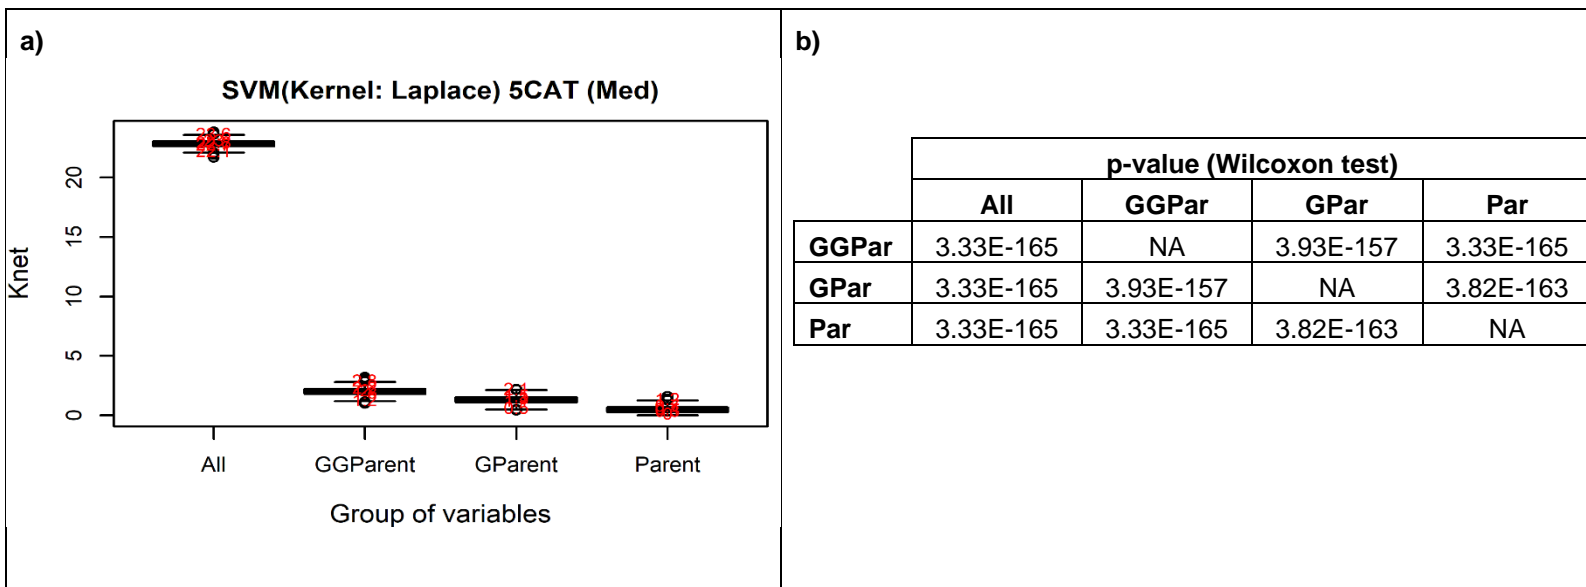 a)
SVM(Kernel: Laplace) 5CAT (Med)
Knet
20
15
10
5
0
All GGParent GParent Parent
Group of variables
b)
p-value (Wilcoxon test)
All GGPar GPar Par
GGPar 3.33E-165 NA 3.93E-157 3.33E-165
GPar 3.33E-165 3.93E-157 NA 3.82E-163
Par 3.33E-165 3.33E-165 3.82E-163 NA